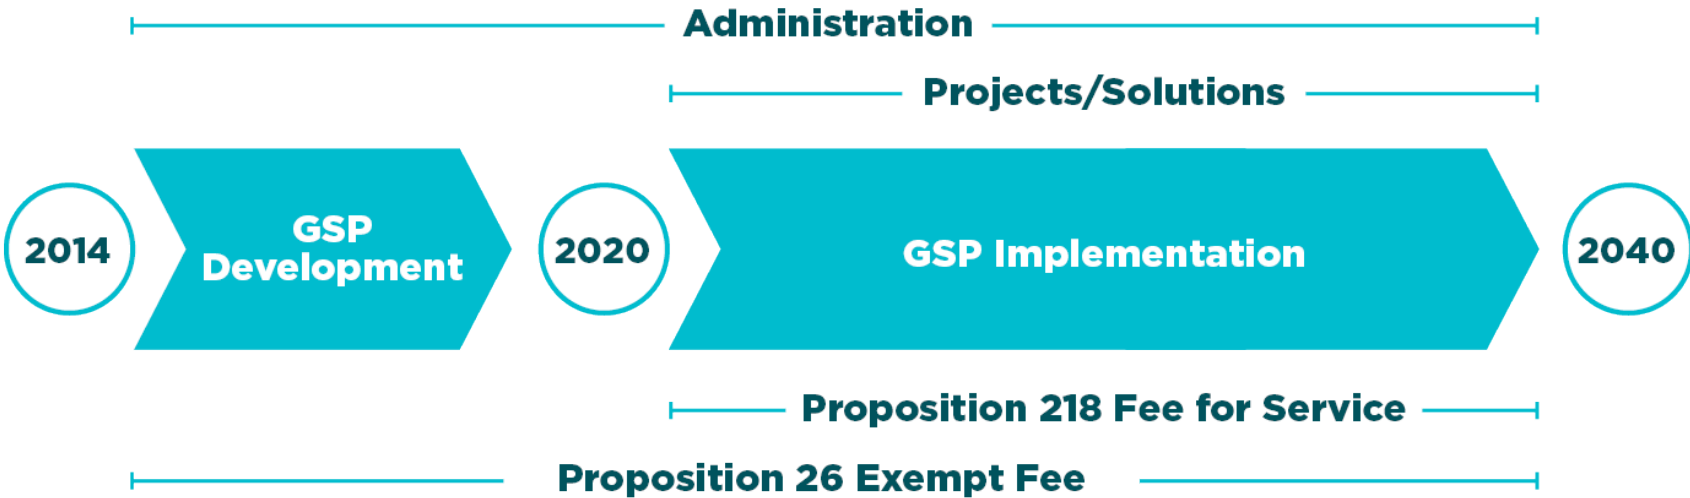 Administration
Projects/Solutions
2014
GSP
Development
2020
GSP Implementation
2040
Proposition 218 Fee for Service
Proposition 26 Exempt Fee